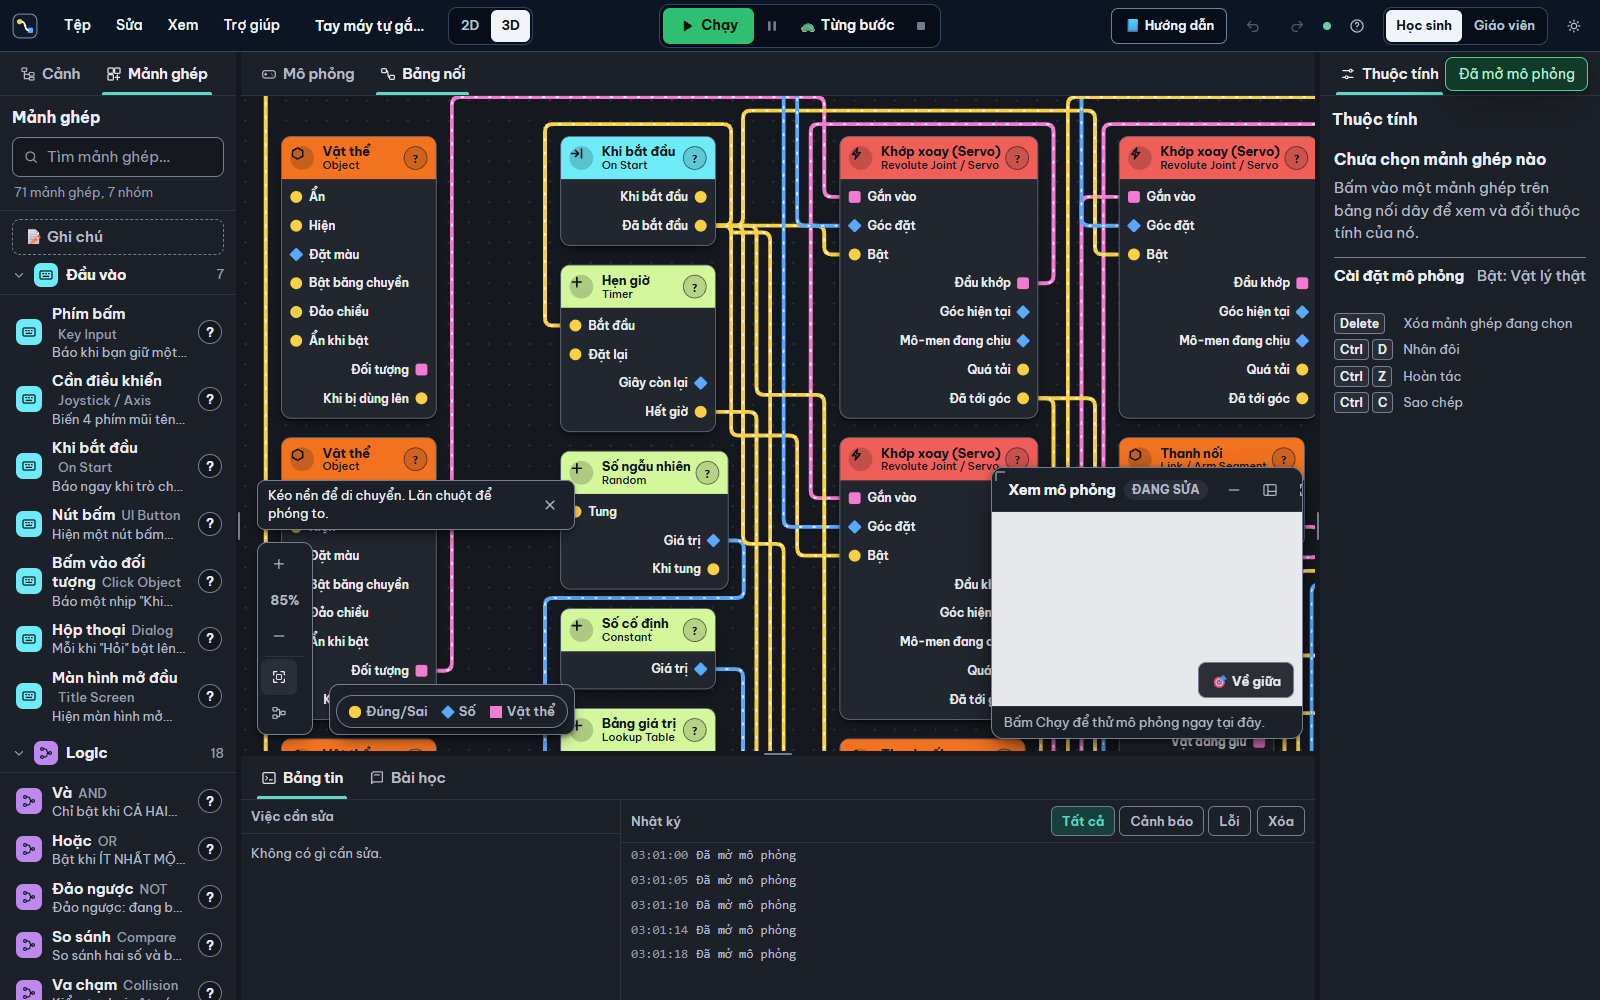 Tệp
Sửa
Xem
Trợ giúp
Tay máy tự gắ...
2D
3D
Chạy
Từng bước
Hướng dẫn
Học sinh
Giáo viên
Cảnh
Mảnh ghép
Mô phỏng
Bảng nối
Thuộc tính
Đã mở mô phỏng
Mảnh ghép
Tìm mảnh ghép...
71 mảnh ghép, 7 nhóm
Ghi chú
Đầu vào
7
Phím bấm
Key Input
Báo khi bạn giữ một...
?
Cần điều khiển
Joystick / Axis
Biến 4 phím mũi tên...
?
Khi bắt đầu
On Start
Báo ngay khi trò ch...
?
Nút bấm UI Button
Hiện một nút bấm...
?
Bấm vào đối
tượng Click Object
Báo một nhịp "Khi...
?
Hộp thoại Dialog
Mỗi khi "Hỏi" bật lên...
?
Màn hình mở đầu
Title Screen
Hiện màn hình mở...
?
Logic
18
Và AND
Chỉ bật khi CẢ HAI...
?
Hoặc OR
Bật khi ÍT NHẤT MỘ...
?
Đảo ngược NOT
Đảo ngược: đang b...
?
So sánh Compare
So sánh hai số và b...
?
Va chạm Collision
?
Vật thể
Object
?
Ẩn
Hiện
Đặt màu
Bật băng chuyền
Đảo chiều
Ẩn khi bật
Đối tượng
Khi bị dùng lên
Vật thể
Object
?
Đặt màu
Bật băng chuyền
Đảo chiều
Ẩn khi bật
Đối tượng
Khi bắt đầu
On Start
?
Khi bắt đầu
Đã bắt đầu
Hẹn giờ
Timer
?
Bắt đầu
Đặt lại
Giây còn lại
Hết giờ
Số ngẫu nhiên
Random
?
Tung
Giá trị
Khi tung
Số cố định
Constant
?
Giá trị
Bảng giá trị
Lookup Table
?
Khớp xoay (Servo)
Revolute Joint / Servo
?
Gắn vào
Góc đặt
Bật
Đầu khớp
Góc hiện tại
Mô-men đang chịu
Quá tải
Đã tới góc
Khớp xoay (Servo)
Revolute Joint / Servo
?
Gắn vào
Góc đặt
Bật
Khớp xoay (Servo)
Revolute Joint / Servo
?
Gắn vào
Góc đặt
Bật
Đầu khớp
Góc hiện tại
Mô-men đang chịu
Quá tải
Đã tới góc
Thanh nối
Link / Arm Segment
?
Kéo nền để di chuyển. Lăn chuột để
phóng to.
85%
Đúng/Sai
Số
Vật thể
Xem mô phỏng
ĐANG SỬA
Về giữa
Bấm Chạy để thử mô phỏng ngay tại đây.
Vật đang giữ
Bảng tin
Bài học
Việc cần sửa
Không có gì cần sửa.
Nhật ký
Tất cả
Cảnh báo
Lỗi
Xóa
03:01:00 Đã mở mô phỏng
03:01:05 Đã mở mô phỏng
03:01:10 Đã mở mô phỏng
03:01:14 Đã mở mô phỏng
03:01:18 Đã mở mô phỏng
Thuộc tính
Chưa chọn mảnh ghép nào
Bấm vào một mảnh ghép trên
bảng nối dây để xem và đổi thuộc
tính của nó.
Cài đặt mô phỏng
Bật: Vật lý thật
Delete Xóa mảnh ghép đang chọn
Ctrl D Nhân đôi
Ctrl Z Hoàn tác
Ctrl C Sao chép